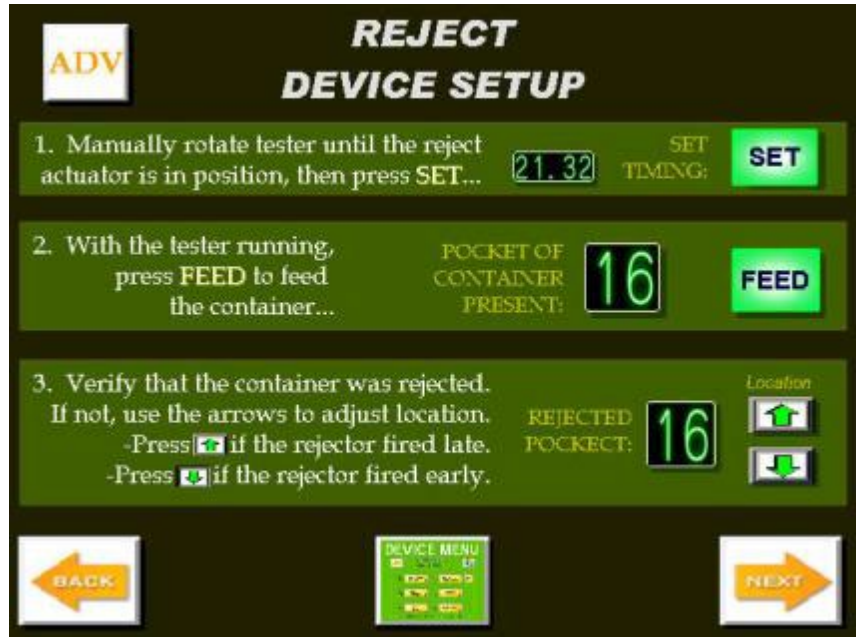 ADV
REJECT
DEVICE SETUP
1. Manually rotate tester until the reject
actuator is in position, then press SET...
21.32
SET
TIMING:
SET
2. With the tester running,
press FEED to feed
the container...
POCKET OF
CONTAINER
PRESENT:
16
FEED
3. Verify that the container was rejected.
If not, use the arrows to adjust location.
-Press if the rejector fired late.
-Press if the rejector fired early.
REJECTED
POCKECT:
16
Location
BACK
DEVICE MENU
NEXT